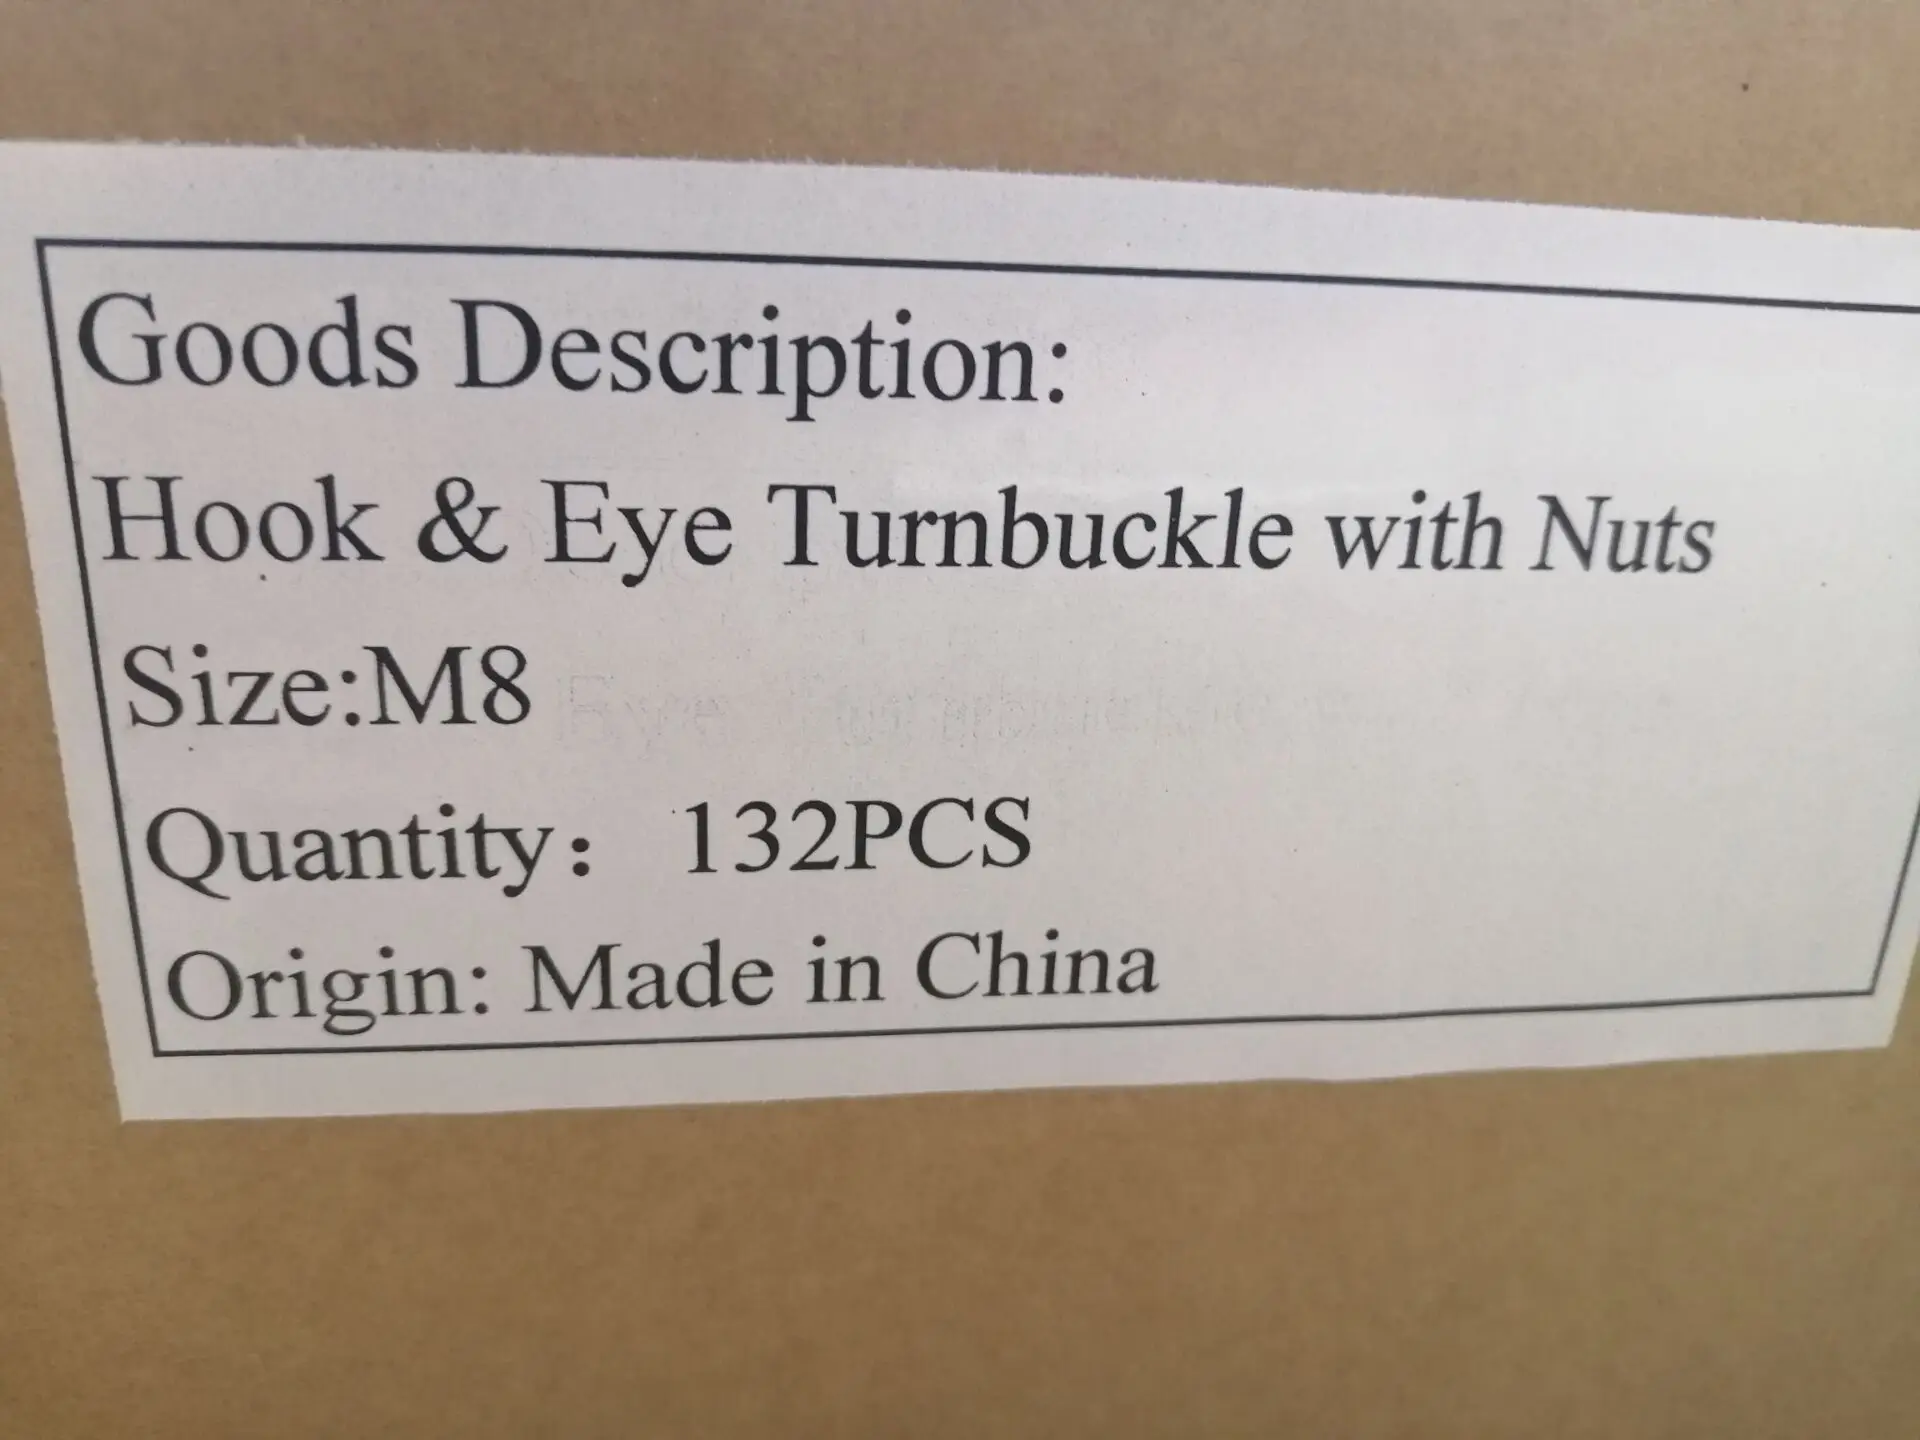 Goods Description:
Hook & Eye Turnbuckle with Nuts
Size:M8
Quantity： 132PCS
Origin: Made in China